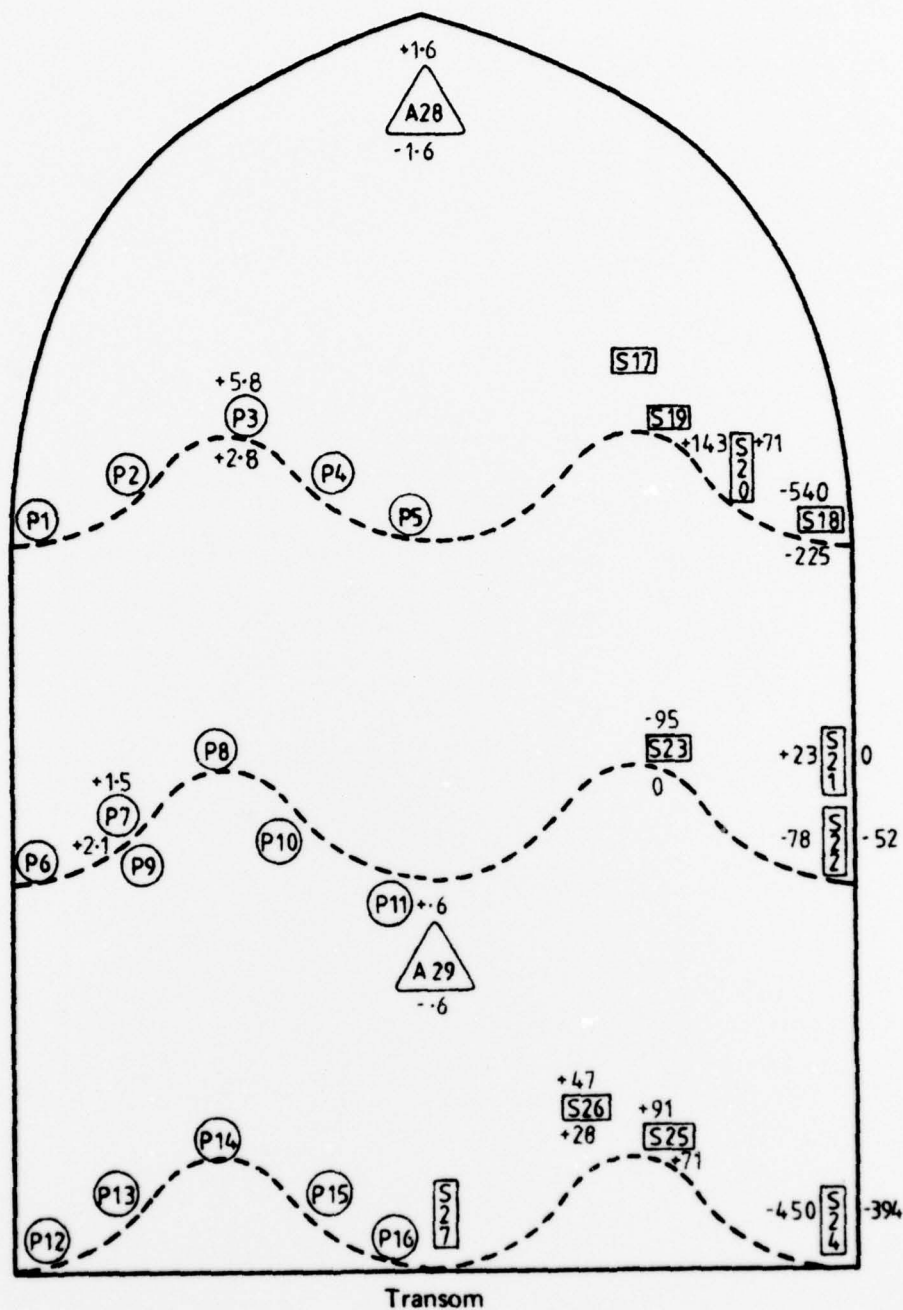 +1·6
A28
-1·6
S17
+5·8
P3
+2·8
S19
+143 S20 +71
P2
P4
-540
P1
P5
S18
-225
P8
-95
S23
0
+23 S21 0
+1·5
P7
+2·1
P6
P9
P10
-78 S22 -52
P11
+·6
A29
-·6
+47
S26
+28
+91
S25
+71
P14
P13
P15
S27
-450 S24 -394
P12
P16
Transom